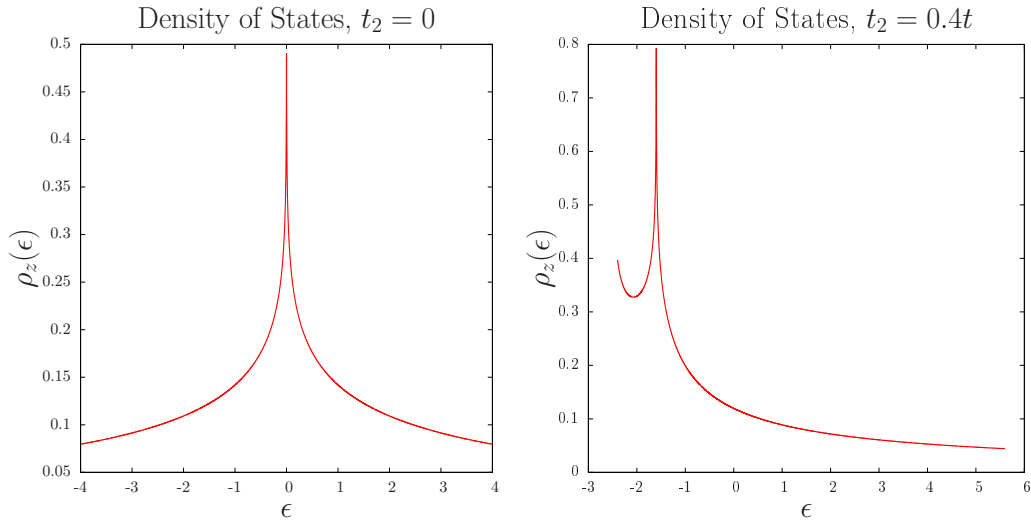 Density of States, t₂ = 0
0.5
0.45
0.4
0.35
0.3
0.25
0.2
0.15
0.1
0.05
ρ_z(ϵ)
-4 -3 -2 -1 0 1 2 3 4
ϵ
Density of States, t₂ = 0.4t
0.8
0.7
0.6
0.5
0.4
0.3
0.2
0.1
0
ρ_z(ϵ)
-3 -2 -1 0 1 2 3 4 5 6
ϵ